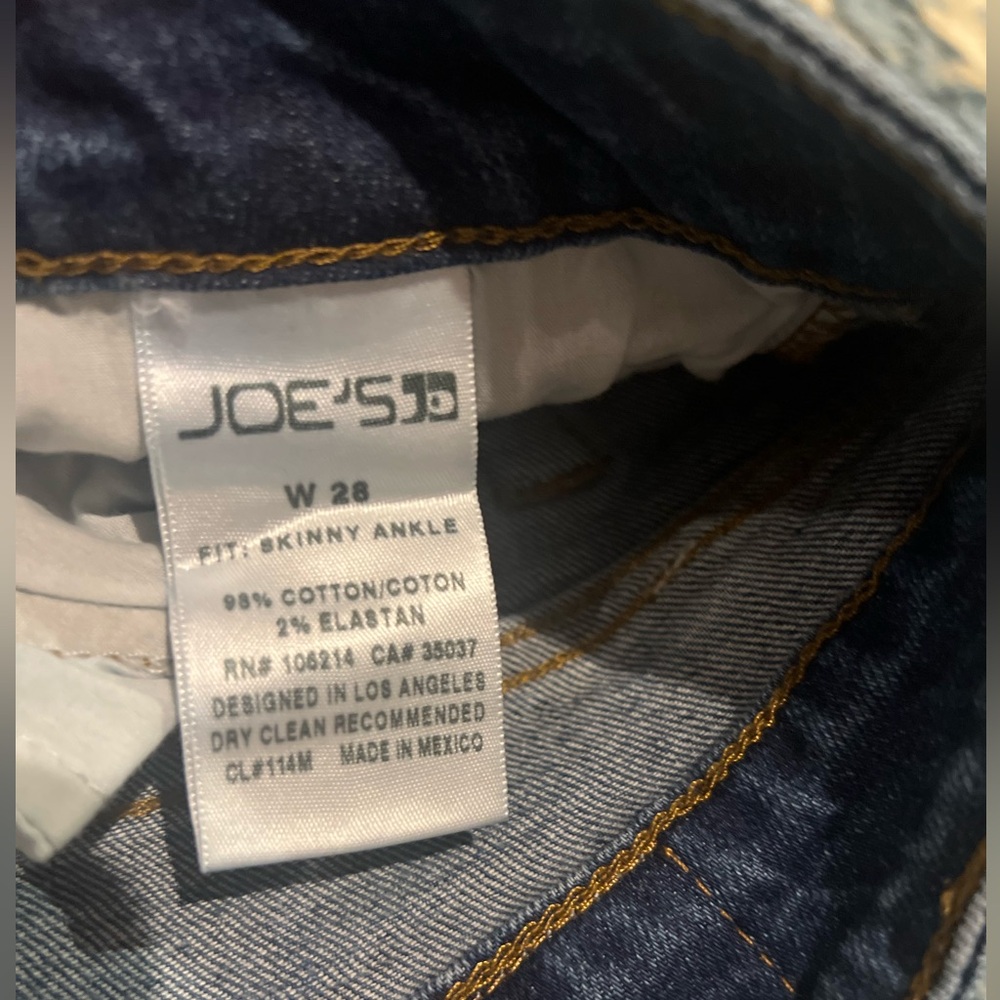 JOE'S
W 28
FIT: SKINNY ANKLE
98% COTTON/COTON
2% ELASTAN
RN# 106214 CA# 35037
DESIGNED IN LOS ANGELES
DRY CLEAN RECOMMENDED
CL#114M MADE IN MEXICO